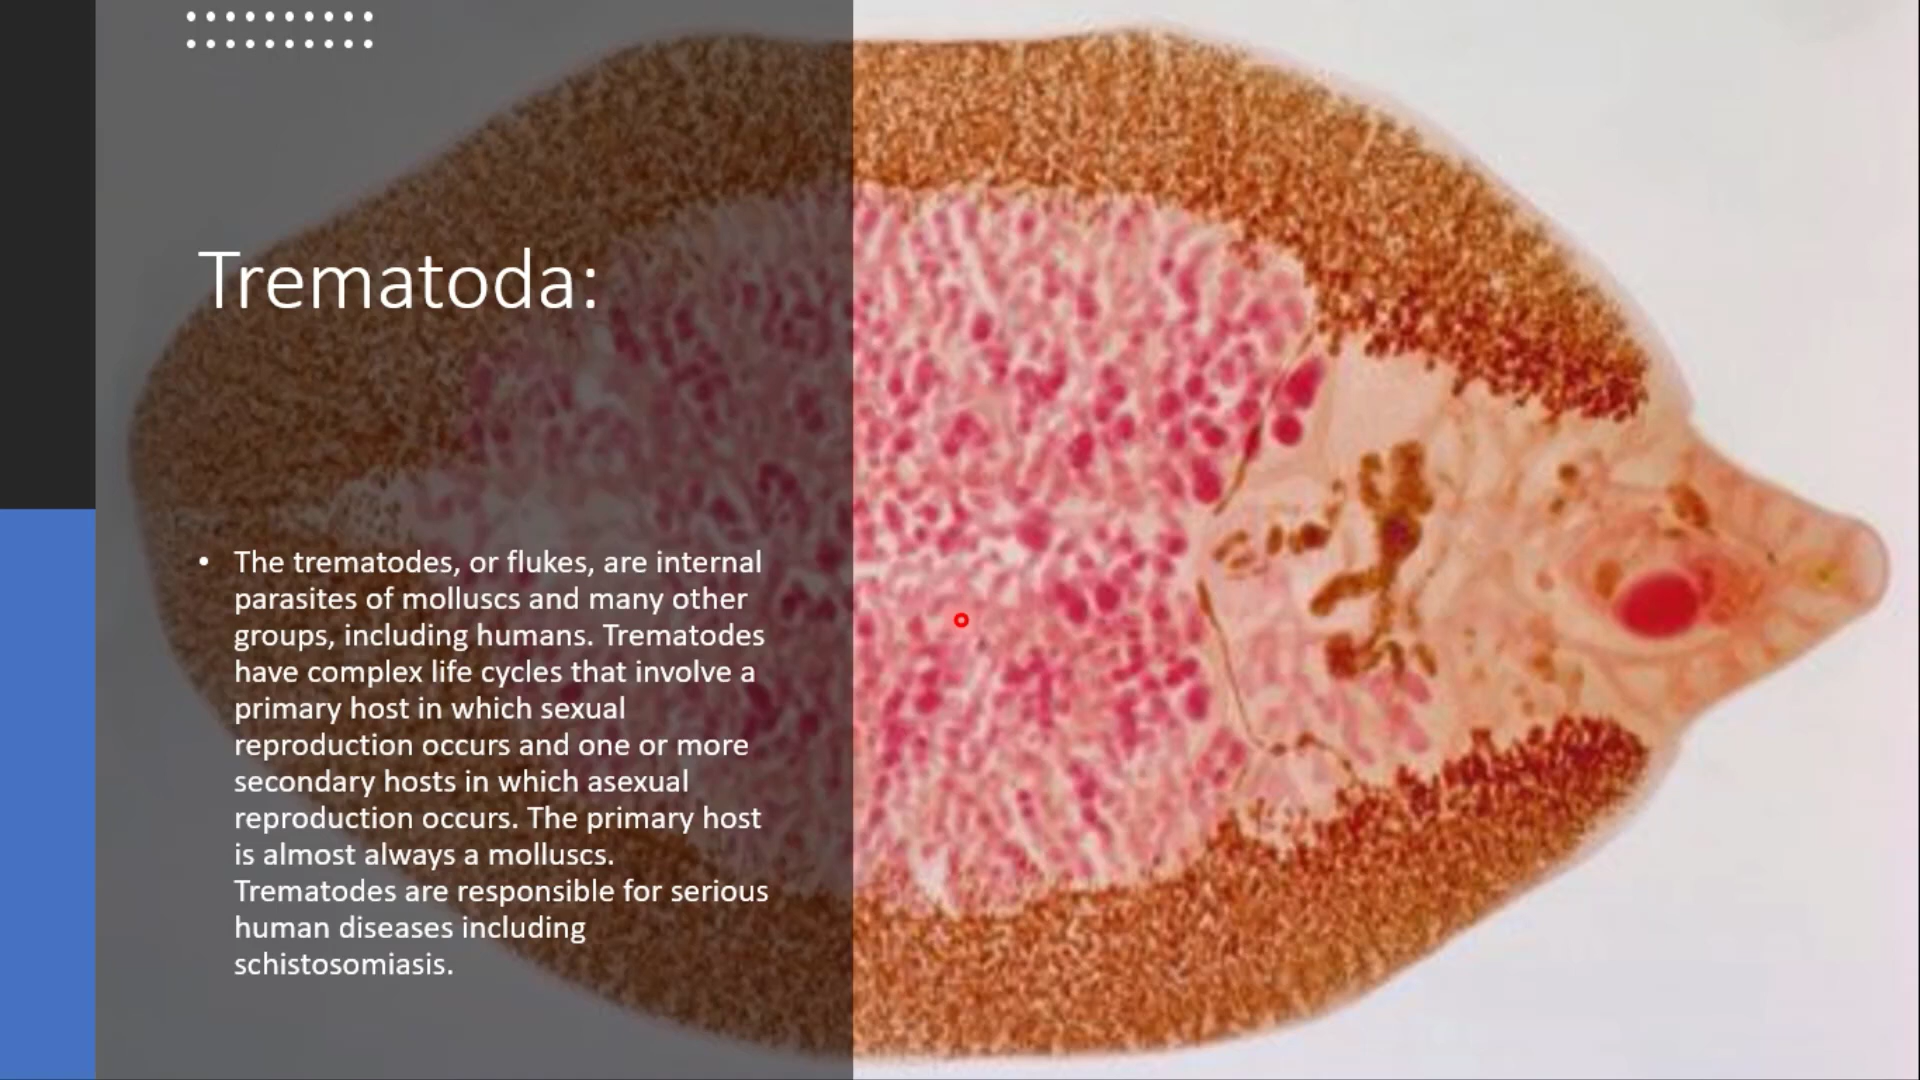 Trematoda:
• The trematodes, or flukes, are internal
parasites of molluscs and many other
groups, including humans. Trematodes
have complex life cycles that involve a
primary host in which sexual
reproduction occurs and one or more
secondary hosts in which asexual
reproduction occurs. The primary host
is almost always a molluscs.
Trematodes are responsible for serious
human diseases including
schistosomiasis.